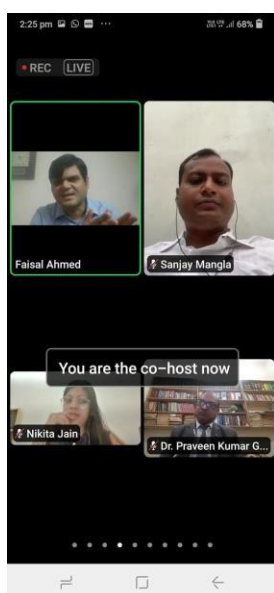 2:25 pm
68%
REC LIVE
Faisal Ahmed
Sanjay Mangla
You are the co-host now
Nikita Jain
Dr. Praveen Kumar G...